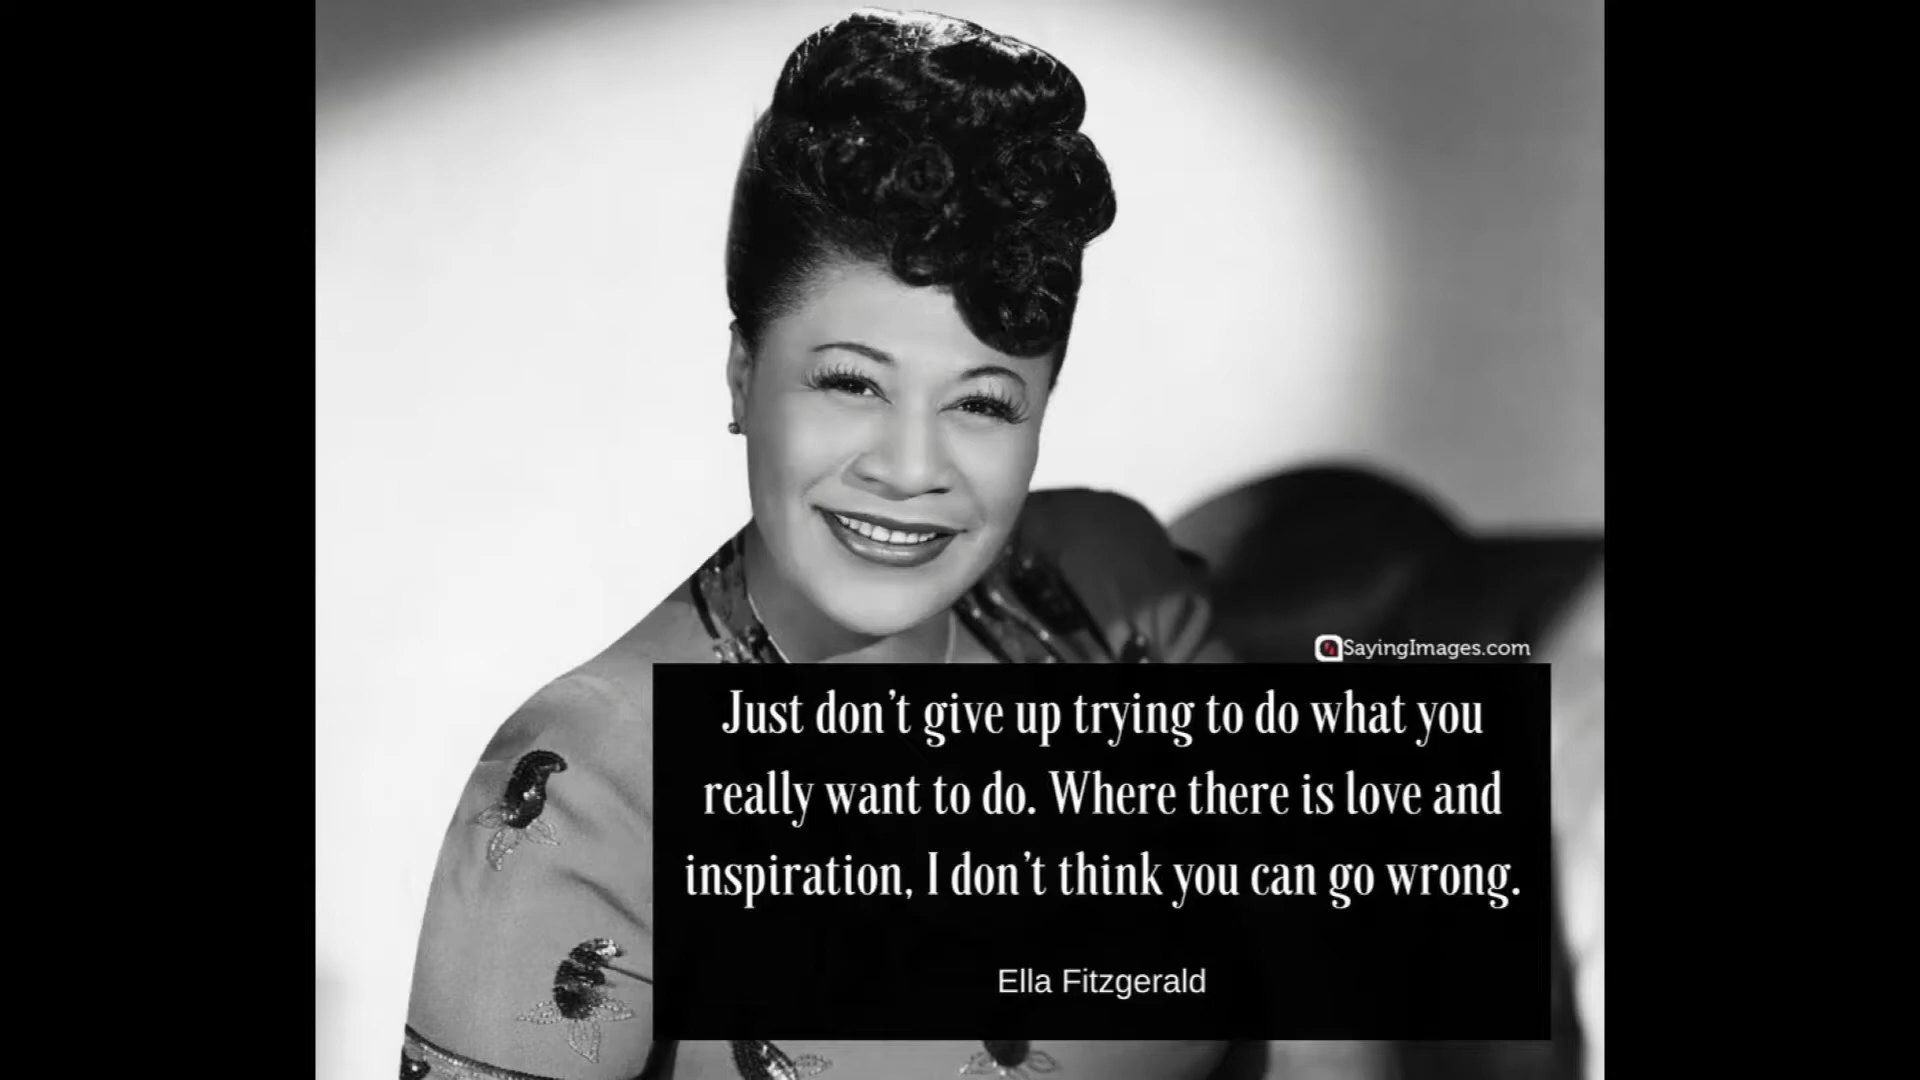 SayingImages.com
Just don't give up trying to do what you
really want to do. Where there is love and
inspiration, I don't think you can go wrong.
Ella Fitzgerald